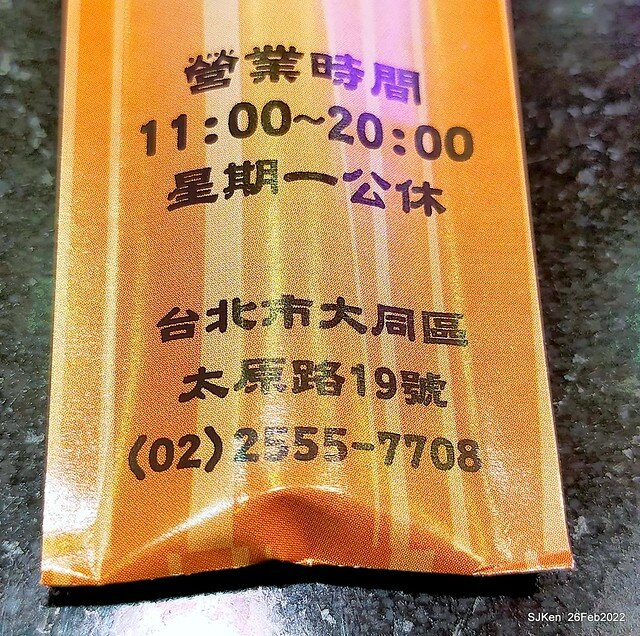 營業時間
11:00~20:00
星期一公休
台北市大同區
太原路19號
(02)2555-7708
SJKen 26Feb2022